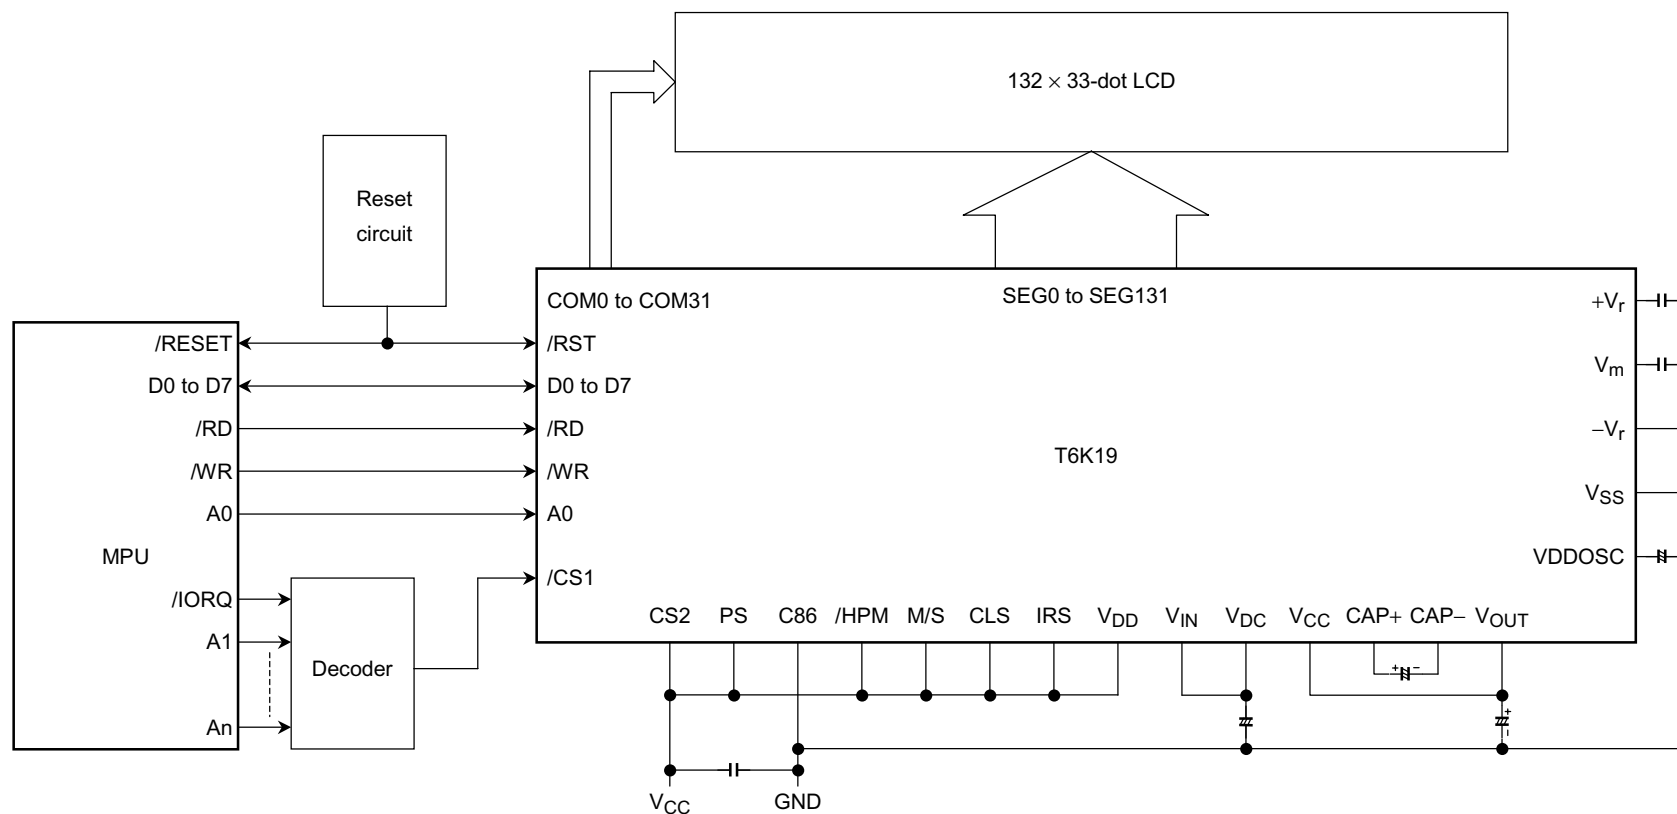 132 × 33-dot LCD
Reset
circuit
COM0 to COM31
SEG0 to SEG131
+Vr
/RESET
/RST
D0 to D7
D0 to D7
Vm
/RD
/RD
−Vr
T6K19
/WR
/WR
VSS
A0
A0
MPU
VDDOSC
/CS1
/IORQ
CS2 PS C86 /HPM M/S CLS IRS VDD VIN VDC VCC CAP+ CAP− VOUT
A1
Decoder
+ −
An
+
−
VCC
GND